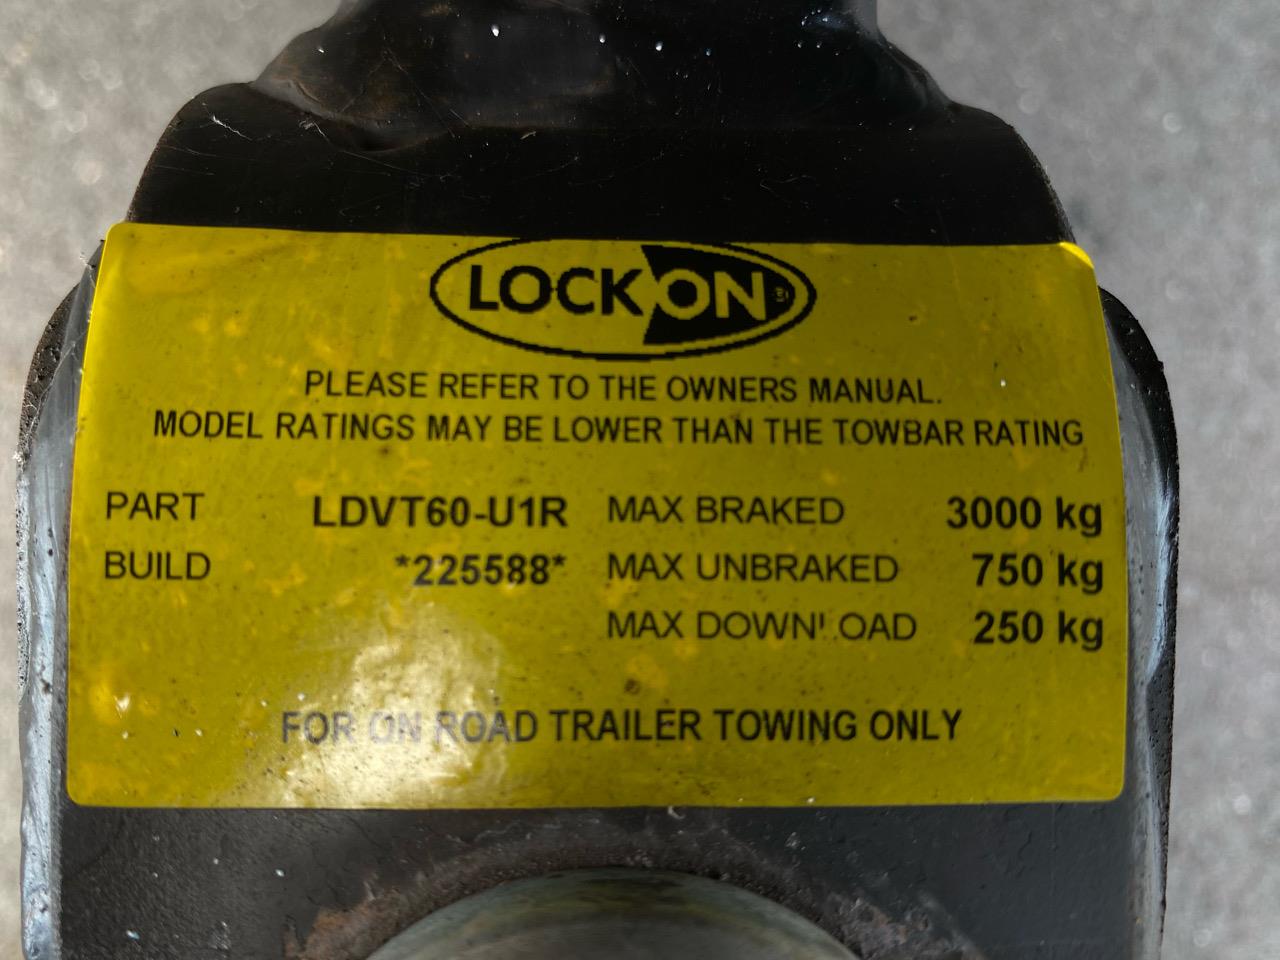 LOCKON
PLEASE REFER TO THE OWNERS MANUAL.
MODEL RATINGS MAY BE LOWER THAN THE TOWBAR RATING
PART LDVT60-U1R MAX BRAKED 3000 kg
BUILD *225588* MAX UNBRAKED 750 kg
MAX DOWNLOAD 250 kg
FOR ON ROAD TRAILER TOWING ONLY